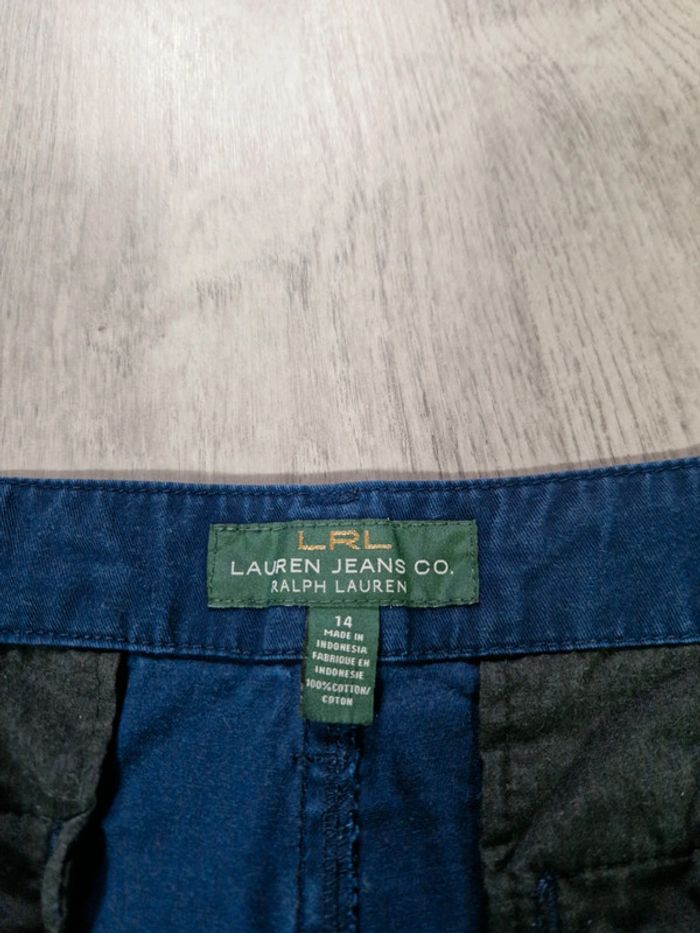 LRL
LAUREN JEANS CO.
RALPH LAUREN
14
MADE IN
INDONESIA
FABRIQUE EN
INDONESIE
100%COTTON/
COTON